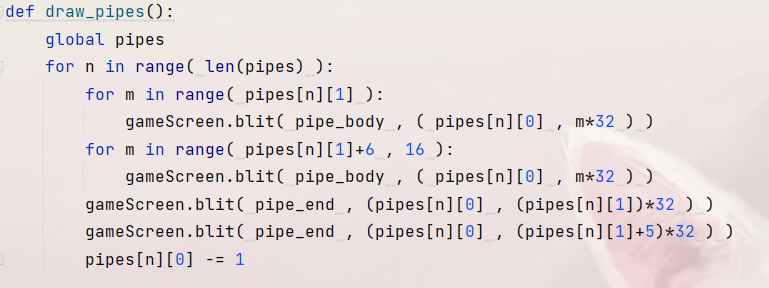 def draw_pipes():
    global pipes
    for n in range( len(pipes) ):
        for m in range( pipes[n][1] ):
            gameScreen.blit( pipe_body , ( pipes[n][0] , m*32 ) )
        for m in range( pipes[n][1]+6 , 16 ):
            gameScreen.blit( pipe_body , ( pipes[n][0] , m*32 ) )
        gameScreen.blit( pipe_end , (pipes[n][0] , (pipes[n][1])*32 ) )
        gameScreen.blit( pipe_end , (pipes[n][0] , (pipes[n][1]+5)*32 ) )
        pipes[n][0] -= 1